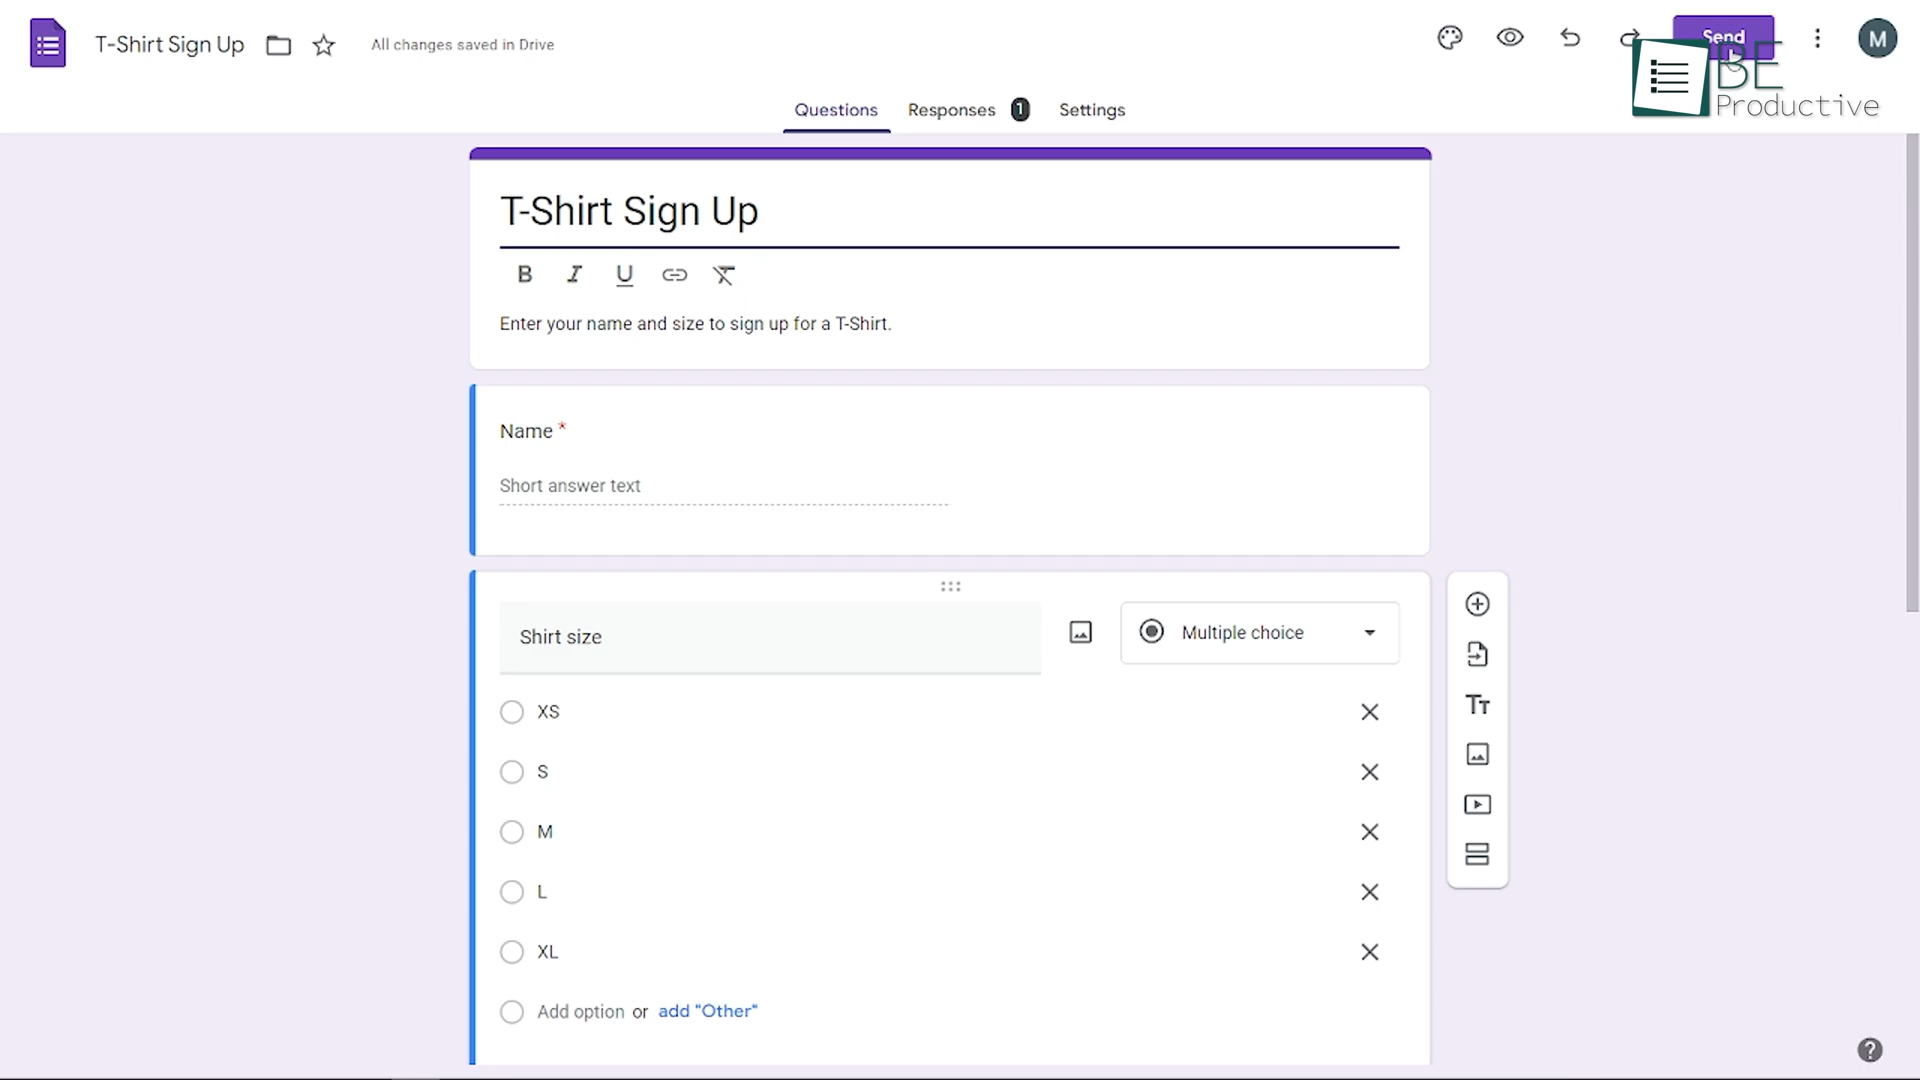 T-Shirt Sign Up
All changes saved in Drive
Send
M
BE
Productive
Questions
Responses
1
Settings
T-Shirt Sign Up
B I U
Enter your name and size to sign up for a T-Shirt.
Name *
Short answer text
Shirt size
Multiple choice
XS
S
M
L
XL
Add option or add "Other"
Tт
?